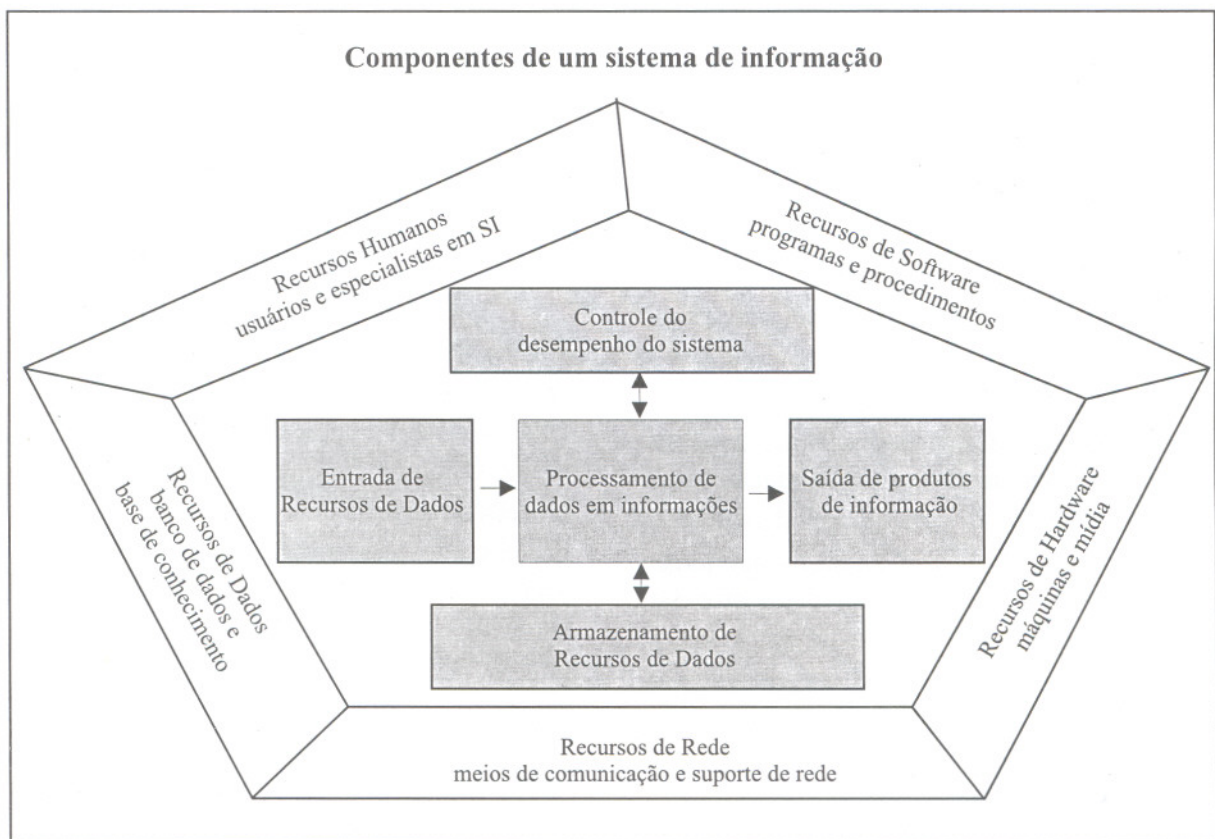 Componentes de um sistema de informação
Recursos Humanos
usuários e especialistas em SI
Recursos de Software
programas e procedimentos
Controle do
desempenho do sistema
Entrada de
Recursos de Dados
Processamento de
dados em informações
Saída de produtos
de informação
Armazenamento de
Recursos de Dados
Recursos de Dados
banco de dados e
base de conhecimento
Recursos de Hardware
máquinas e mídia
Recursos de Rede
meios de comunicação e suporte de rede